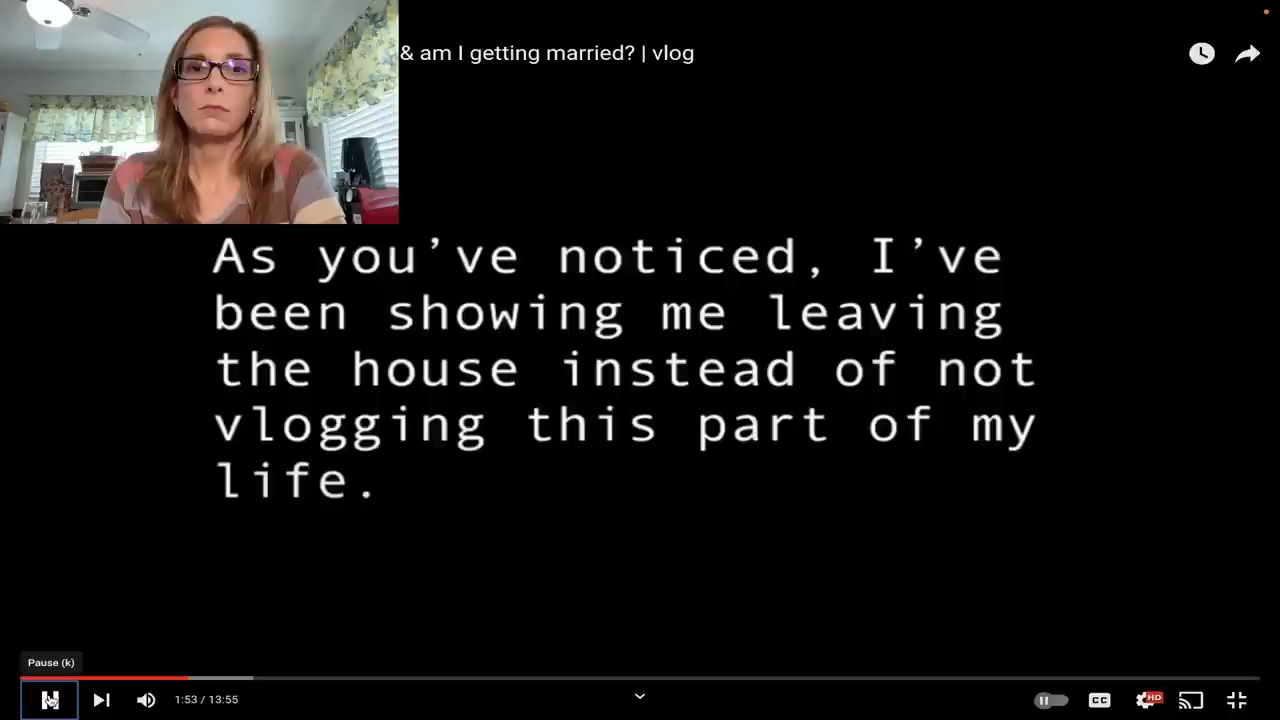 & am I getting married? | vlog
As you’ve noticed, I’ve
been showing me leaving
the house instead of not
vlogging this part of my
life.
Pause (k)
1:53 / 13:55
CC
HD